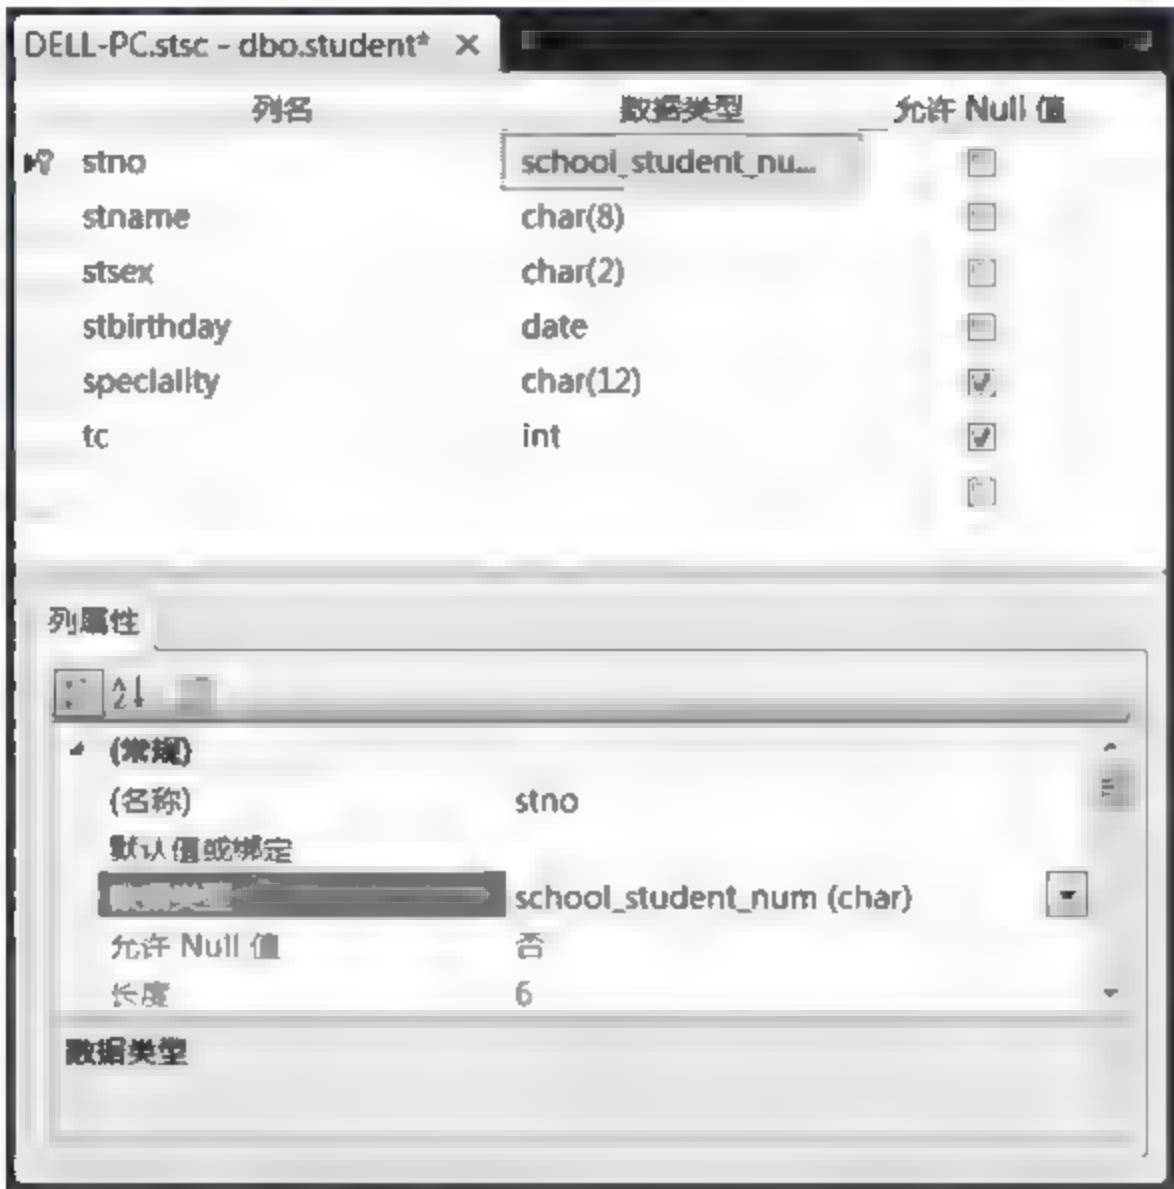 DELL-PC.stsc - dbo.student* ×
列名 数据类型 允许 Null 值
stno school_student_nu...
stname char(8)
stsex char(2)
stbirthday date
speciality char(12)
tc int
列属性
(常规)
(名称) stno
默认值或绑定
school_student_num (char)
允许 Null 值 否
长度 6
数据类型